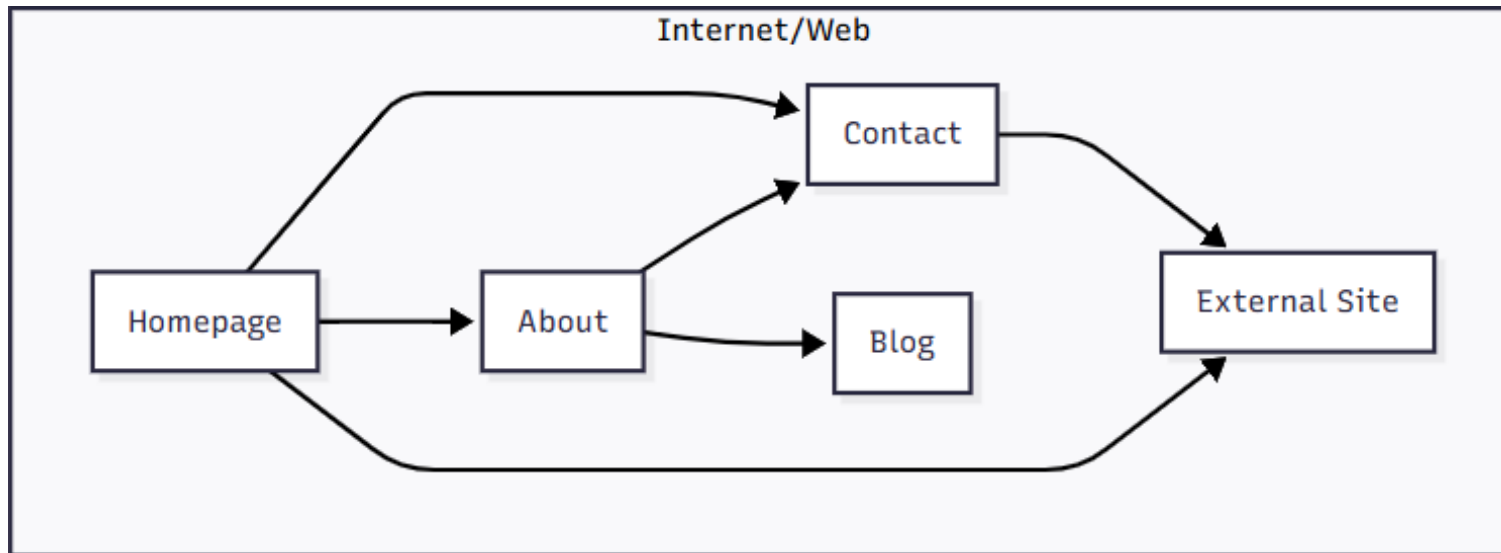 Internet/Web
Contact
Homepage
About
Blog
External Site